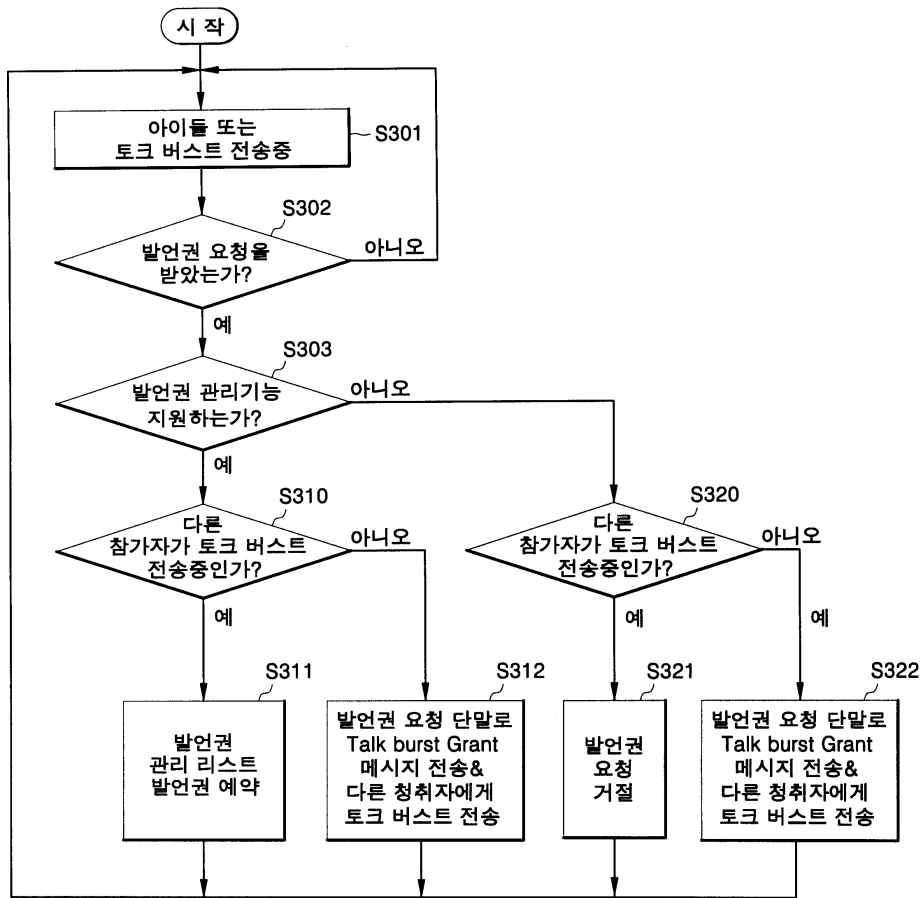 시 작
아이들 또는
토크 버스트 전송중
S301
S302
발언권 요청을
받았는가?
아니오
예
S303
발언권 관리기능
지원하는가?
아니오
예
S310
다른
참가자가 토크 버스트
전송중인가?
아니오
예
S320
다른
참가자가 토크 버스트
전송중인가?
아니오
예
예
S311
발언권
관리 리스트
발언권 예약
S312
발언권 요청 단말로
Talk burst Grant
메시지 전송&
다른 청취자에게
토크 버스트 전송
S321
발언권
요청
거절
S322
발언권 요청 단말로
Talk burst Grant
메시지 전송&
다른 청취자에게
토크 버스트 전송